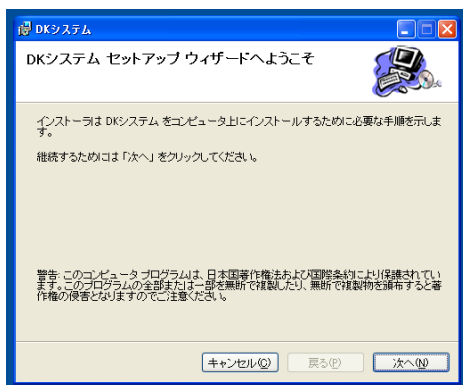 DKシステム
DKシステム セットアップ ウィザードへようこそ
インストーラは DKシステム をコンピュータ上にインストールするために必要な手順を示しま
す。
継続するためには「次へ」をクリックしてください。
警告: このコンピュータ プログラムは、日本国著作権法および国際条約により保護されてい
ます。このプログラムの全部または一部を無断で複製したり、無断で複製物を頒布すると著
作権の侵害となりますのでご注意ください。
キャンセル(C)
戻る(P)
次へ(N)